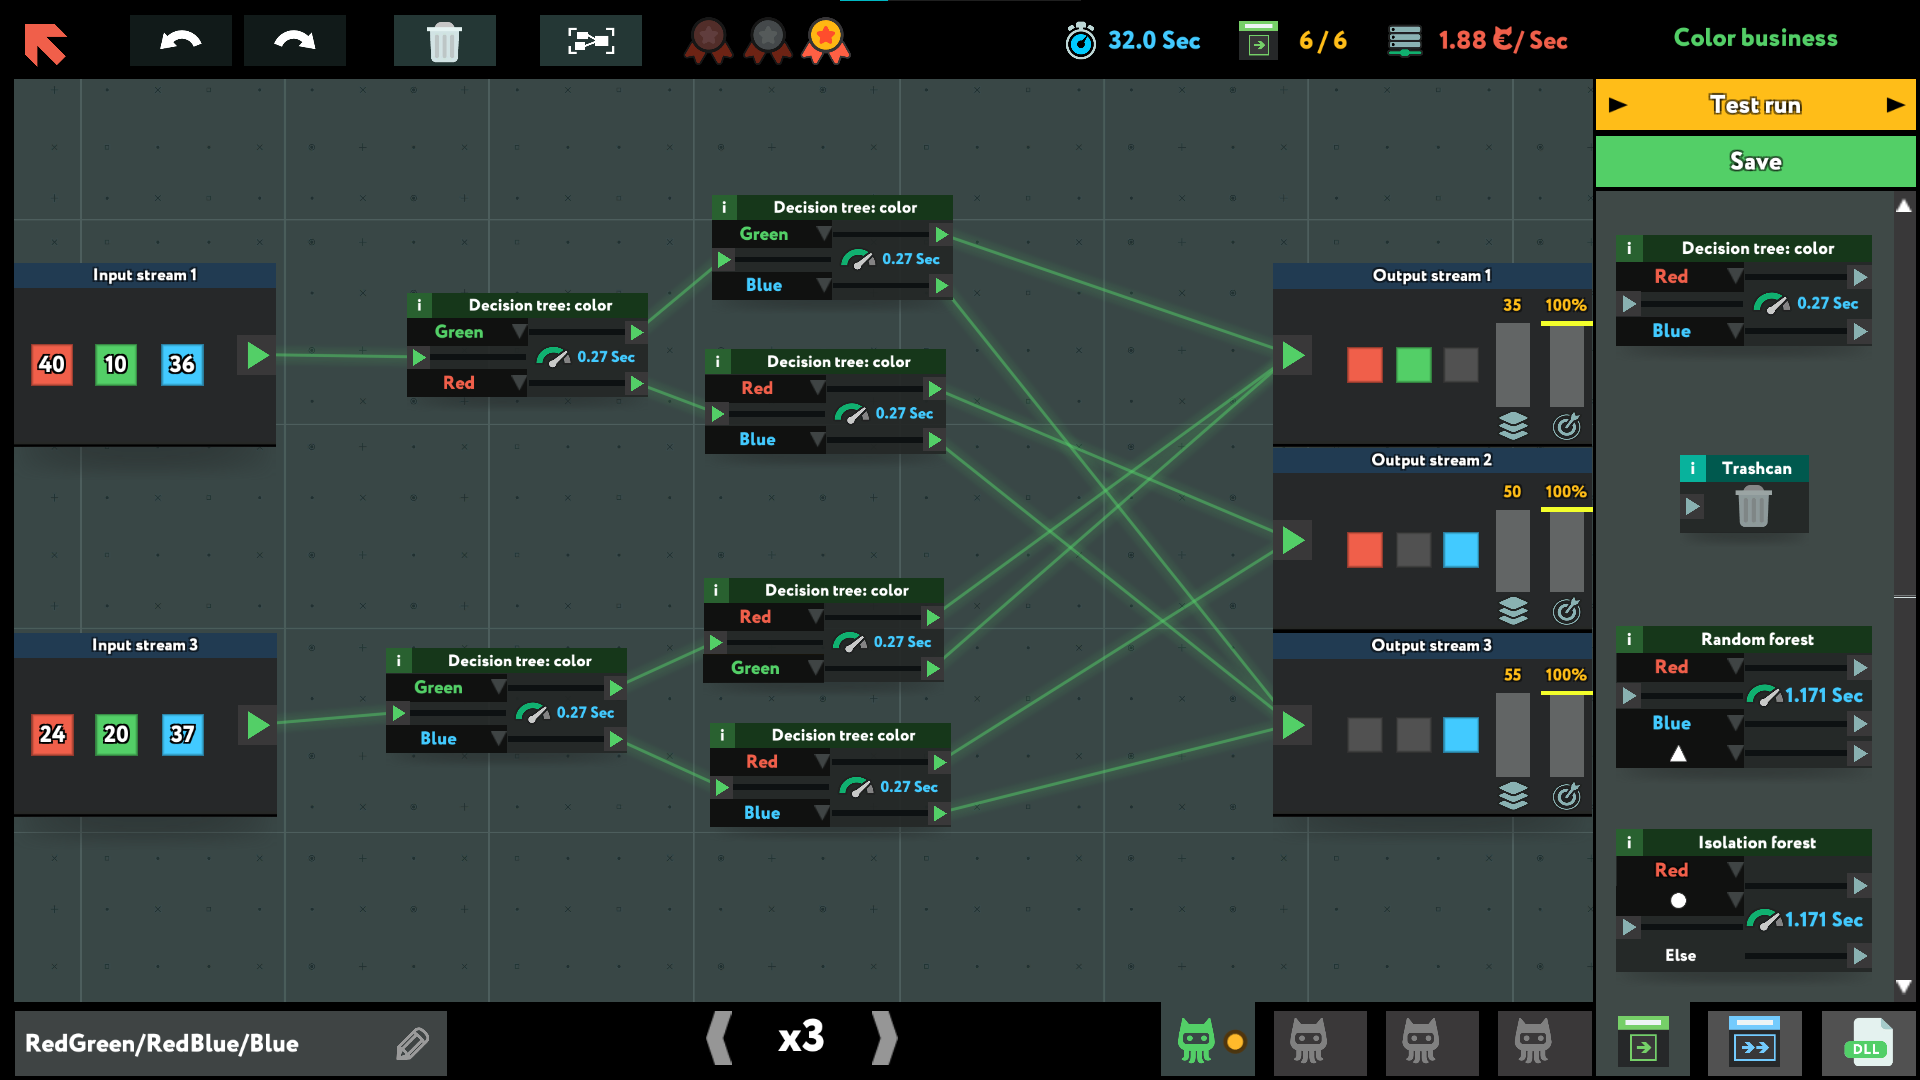 32.0 Sec
6 / 6
1.88 €/ Sec
Color business
Test run
Save
Input stream 1
40 10 36
Decision tree: color
Green
0.27 Sec
Red
Decision tree: color
Green
0.27 Sec
Blue
Decision tree: color
Red
0.27 Sec
Blue
Input stream 3
24 20 37
Decision tree: color
Green
0.27 Sec
Blue
Decision tree: color
Red
0.27 Sec
Green
Decision tree: color
Red
0.27 Sec
Blue
Output stream 1
35 100%
Output stream 2
50 100%
Output stream 3
55 100%
i Decision tree: color
Red
0.27 Sec
Blue
i Trashcan
i Random forest
Red
1.171 Sec
Blue
i Isolation forest
Red
1.171 Sec
Else
RedGreen/RedBlue/Blue
x3
DLL